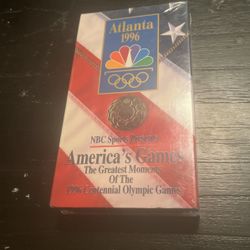 Atlanta
1996
NBC Sports Presents
America's Games
The Greatest Moments
Of The
1996 Centennial Olympic Games